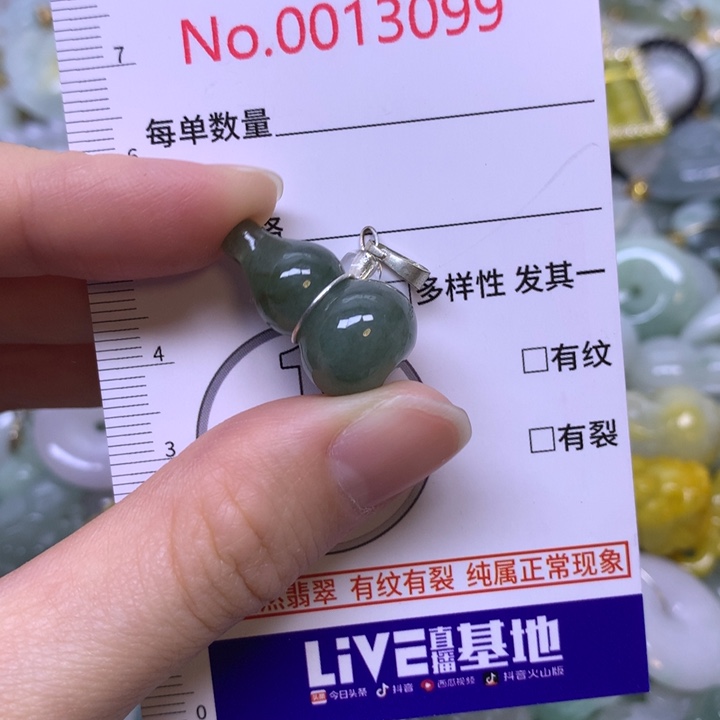 No.0013099
7
每单数量
6
格
多样性 发其一
4
□有纹
3
□有裂
然翡翠 有纹有裂 纯属正常现象
LiVE直播基地
今日头条 抖音 西瓜视频 抖音火山版
0